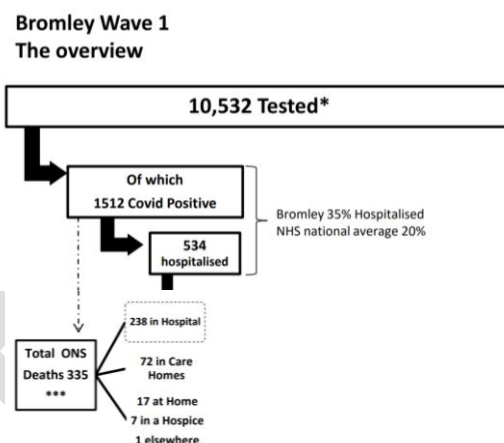 Bromley Wave 1
The overview
10,532 Tested*
Of which
1512 Covid Positive
Bromley 35% Hospitalised
NHS national average 20%
534
hospitalised
238 in Hospital
Total ONS
Deaths 335
***
72 in Care
Homes
17 at Home
7 in a Hospice
1 elsewhere